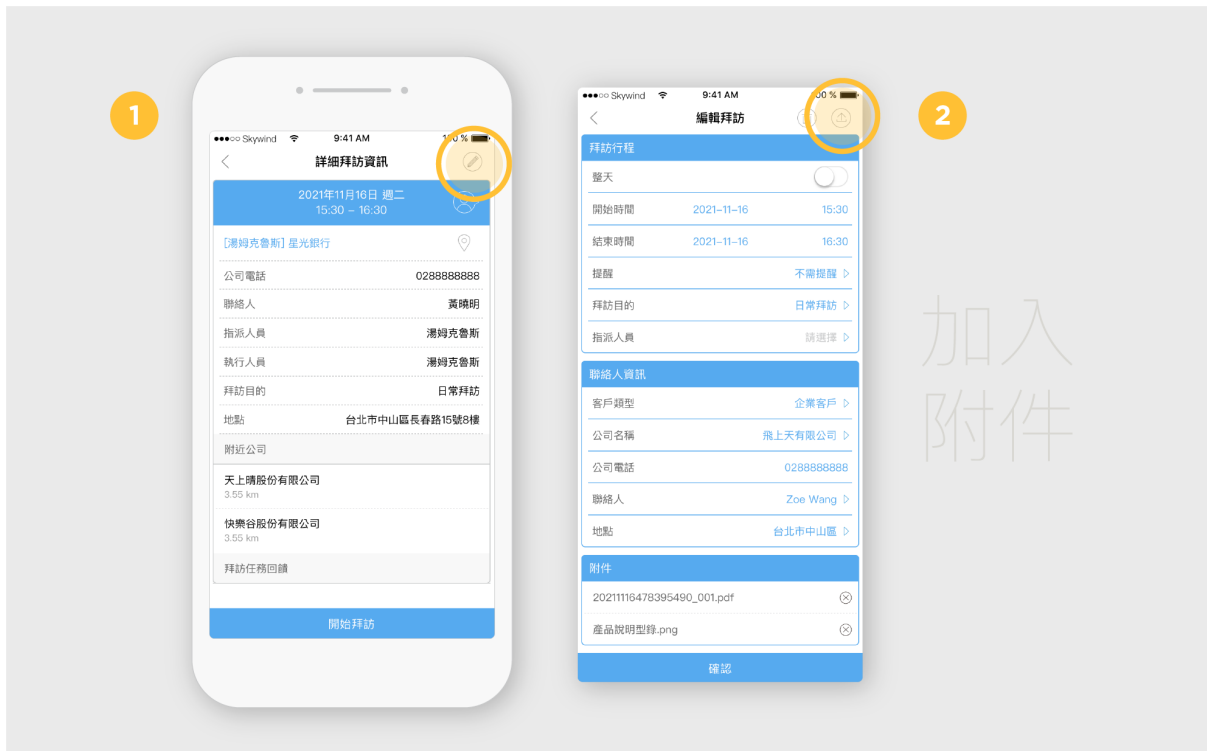 1
●●●○○ Skywind 9:41 AM 100 %
詳細拜訪資訊
2021年11月16日 週二
15:30 – 16:30
[湯姆克魯斯] 星光銀行
公司電話 0288888888
聯絡人 黃曉明
指派人員 湯姆克魯斯
執行人員 湯姆克魯斯
拜訪目的 日常拜訪
地點 台北市中山區長春路15號8樓
附近公司
天上晴股份有限公司
3.55 km
快樂谷股份有限公司
3.55 km
拜訪任務回饋
開始拜訪
2
●●●○○ Skywind 9:41 AM 100 %
編輯拜訪
拜訪行程
整天
開始時間 2021-11-16 15:30
結束時間 2021-11-16 16:30
提醒 不需提醒
拜訪目的 日常拜訪
指派人員 請選擇
聯絡人資訊
客戶類型 企業客戶
公司名稱 飛上天有限公司
公司電話 0288888888
聯絡人 Zoe Wang
地點 台北市中山區
附件
20211116478395490_001.pdf
產品說明型錄.png
確認
加入
附件